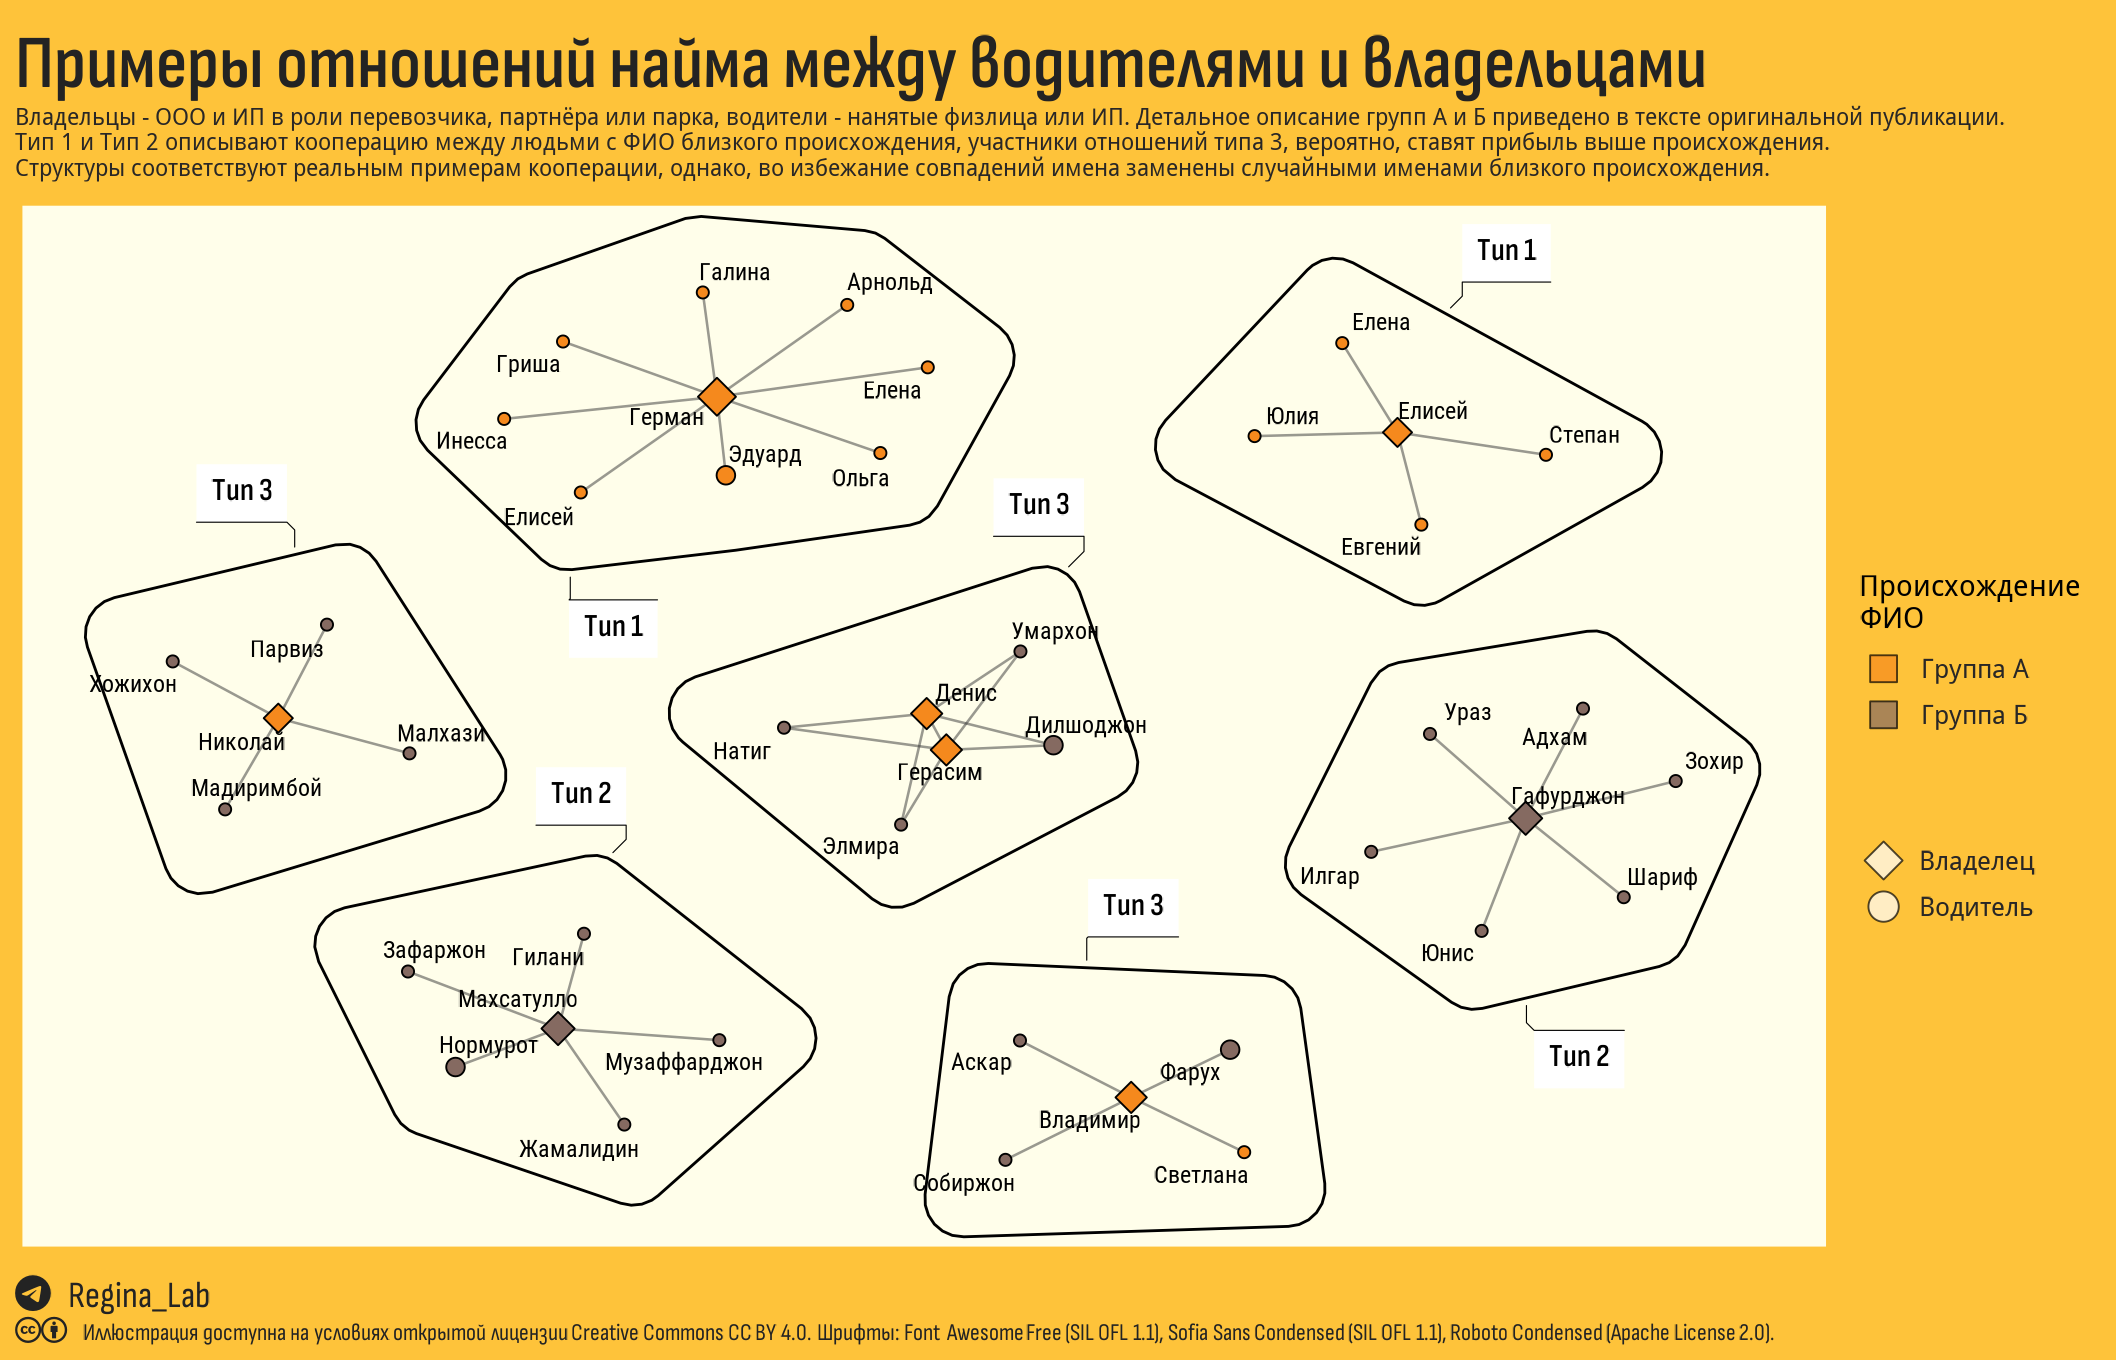 Примеры отношений найма между водителями и владельцами
Владельцы - ООО и ИП в роли перевозчика, партнёра или парка, водители - нанятые физлица или ИП. Детальное описание групп А и Б приведено в тексте оригинальной публикации.
Тип 1 и Тип 2 описывают кооперацию между людьми с ФИО близкого происхождения, участники отношений типа 3, вероятно, ставят прибыль выше происхождения.
Структуры соответствуют реальным примерам кооперации, однако, во избежание совпадений имена заменены случайными именами близкого происхождения.
Галина
Арнольд
Гриша
Елена
Герман
Инесса
Эдуард
Ольга
Елисей
Тип 1
Тип 1
Елена
Юлия
Елисей
Степан
Евгений
Тип 3
Парвиз
Хожихон
Николай
Малхази
Мадиримбой
Тип 3
Умархон
Денис
Дилшоджон
Натиг
Герасим
Элмира
Ураз
Адхам
Зохир
Гафурджон
Илгар
Шариф
Юнис
Тип 2
Тип 2
Зафаржон
Гилани
Махсатулло
Нормурот
Музаффарджон
Жамалидин
Тип 3
Аскар
Фарух
Владимир
Собиржон
Светлана
Происхождение
ФИО
Группа А
Группа Б
Владелец
Водитель
Regina_Lab
cc Иллюстрация доступна на условиях открытой лицензии Creative Commons CC BY 4.0. Шрифты: Font Awesome Free (SIL OFL 1.1), Sofia Sans Condensed (SIL OFL 1.1), Roboto Condensed (Apache License 2.0).